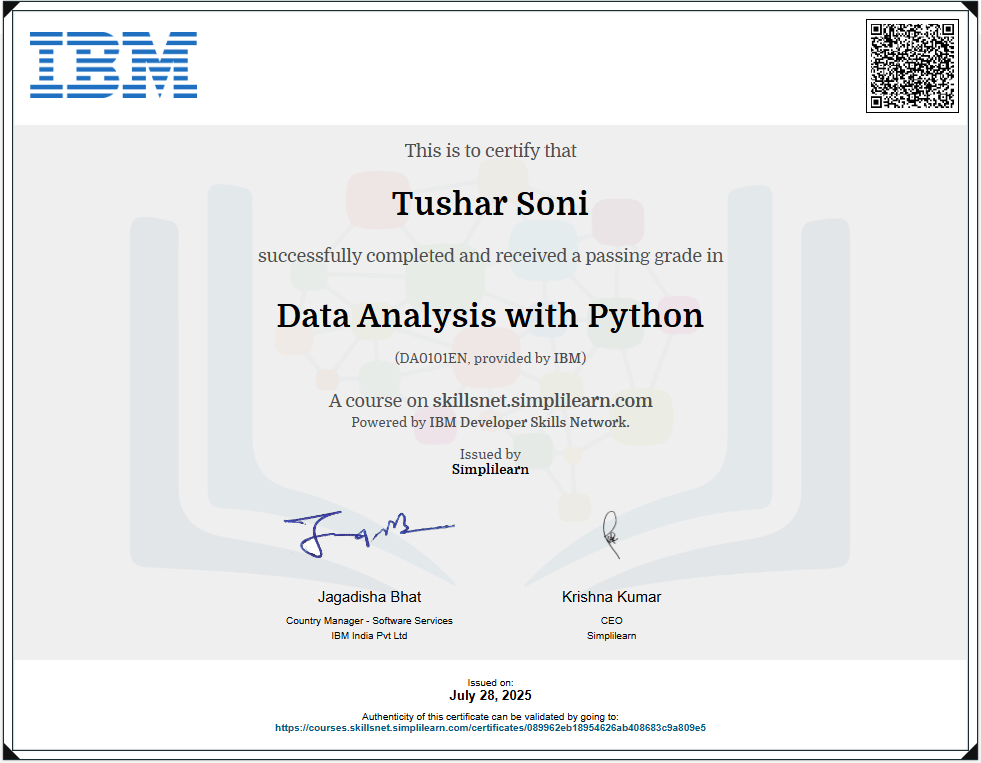 IBM
This is to certify that
Tushar Soni
successfully completed and received a passing grade in
Data Analysis with Python
(DA0101EN, provided by IBM)
A course on skillsnet.simplilearn.com
Powered by IBM Developer Skills Network.
Issued by
Simplilearn
Jagadisha Bhat
Country Manager - Software Services
IBM India Pvt Ltd
Krishna Kumar
CEO
Simplilearn
Issued on:
July 28, 2025
Authenticity of this certificate can be validated by going to:
https://courses.skillsnet.simplilearn.com/certificates/089962eb18954626ab408683c9a809e5